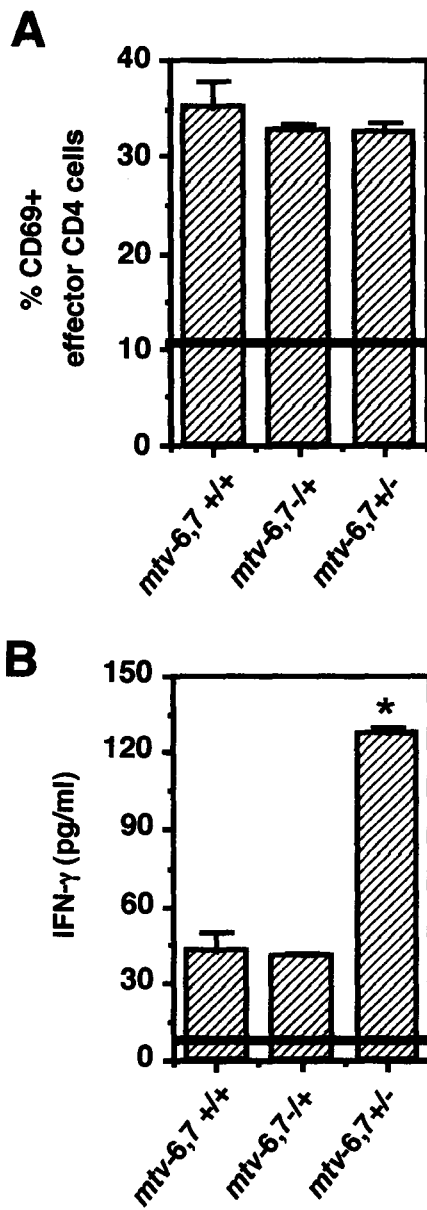 A
% CD69+
effector CD4 cells
40
30
20
10
0
mtv-6,7 +/+
mtv-6,7-/+
mtv-6,7+/-
B
IFN-γ (pg/ml)
150
120
90
60
30
0
*
mtv-6,7 +/+
mtv-6,7-/+
mtv-6,7+/-